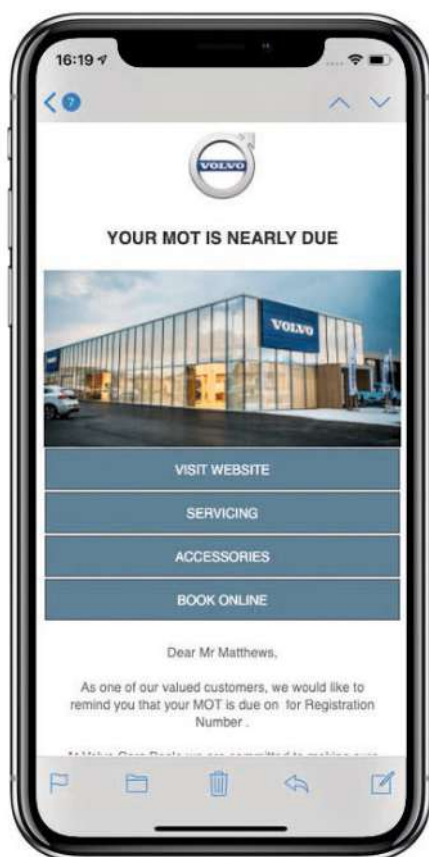 16:19
7
VOLVO
YOUR MOT IS NEARLY DUE
VOLVO
VISIT WEBSITE
SERVICING
ACCESSORIES
BOOK ONLINE
Dear Mr Matthews,
As one of our valued customers, we would like to
remind you that your MOT is due on for Registration
Number .